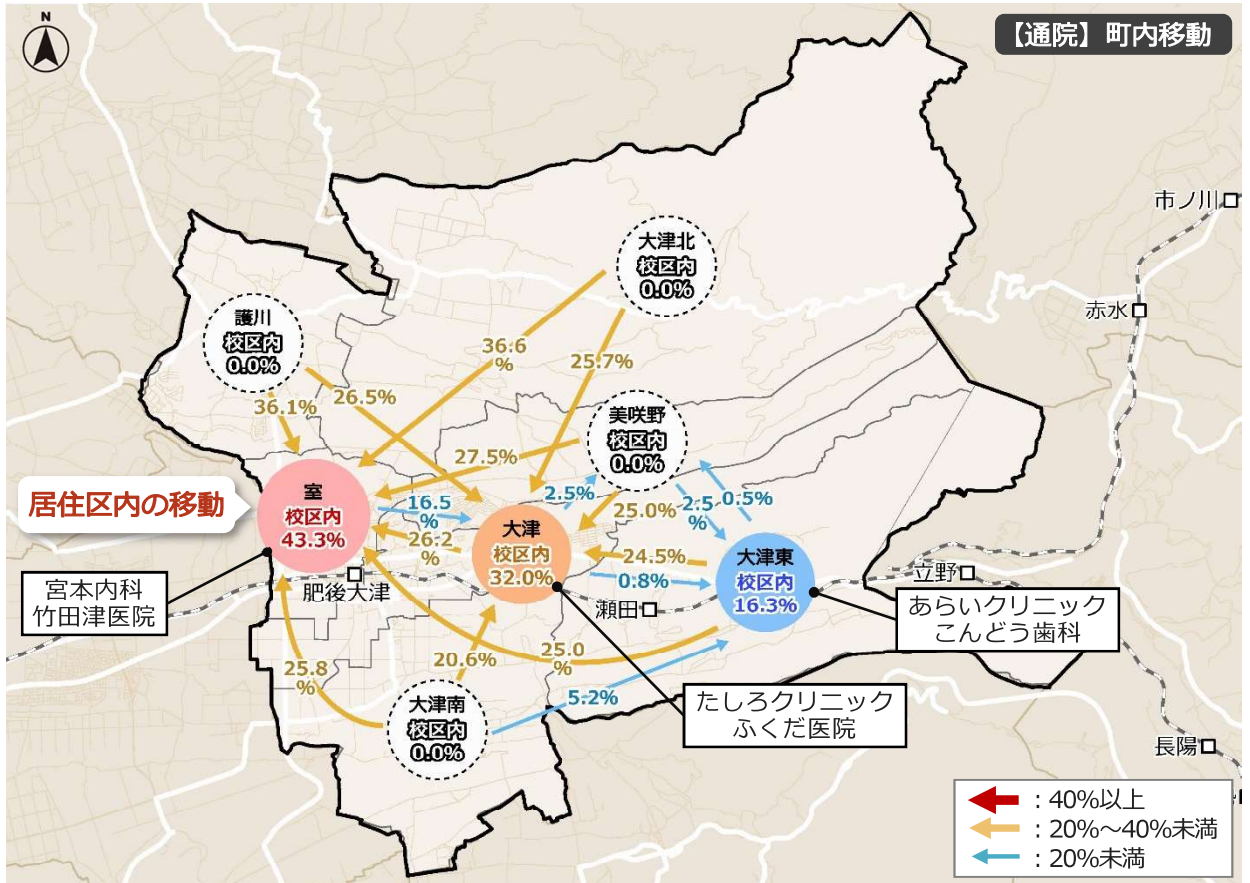 N
【通院】町内移動
市ノ川
大津北
校区内
0.0%
赤水
護川
校区内
0.0%
36.6
%
25.7%
36.1%
26.5%
美咲野
校区内
0.0%
27.5%
室
校区内
43.3%
居住区内の移動
16.5
%
2.5%
25.0%
2.5
%
0.5%
26.2
%
大津
校区内
32.0%
24.5%
0.8%
大津東
校区内
16.3%
立野
宮本内科
竹田津医院
肥後大津
瀬田
あらいクリニック
こんどう歯科
25.8
%
20.6%
25.0
%
5.2%
大津南
校区内
0.0%
たしろクリニック
ふくだ医院
長陽
:40%以上
:20%～40%未満
:20%未満